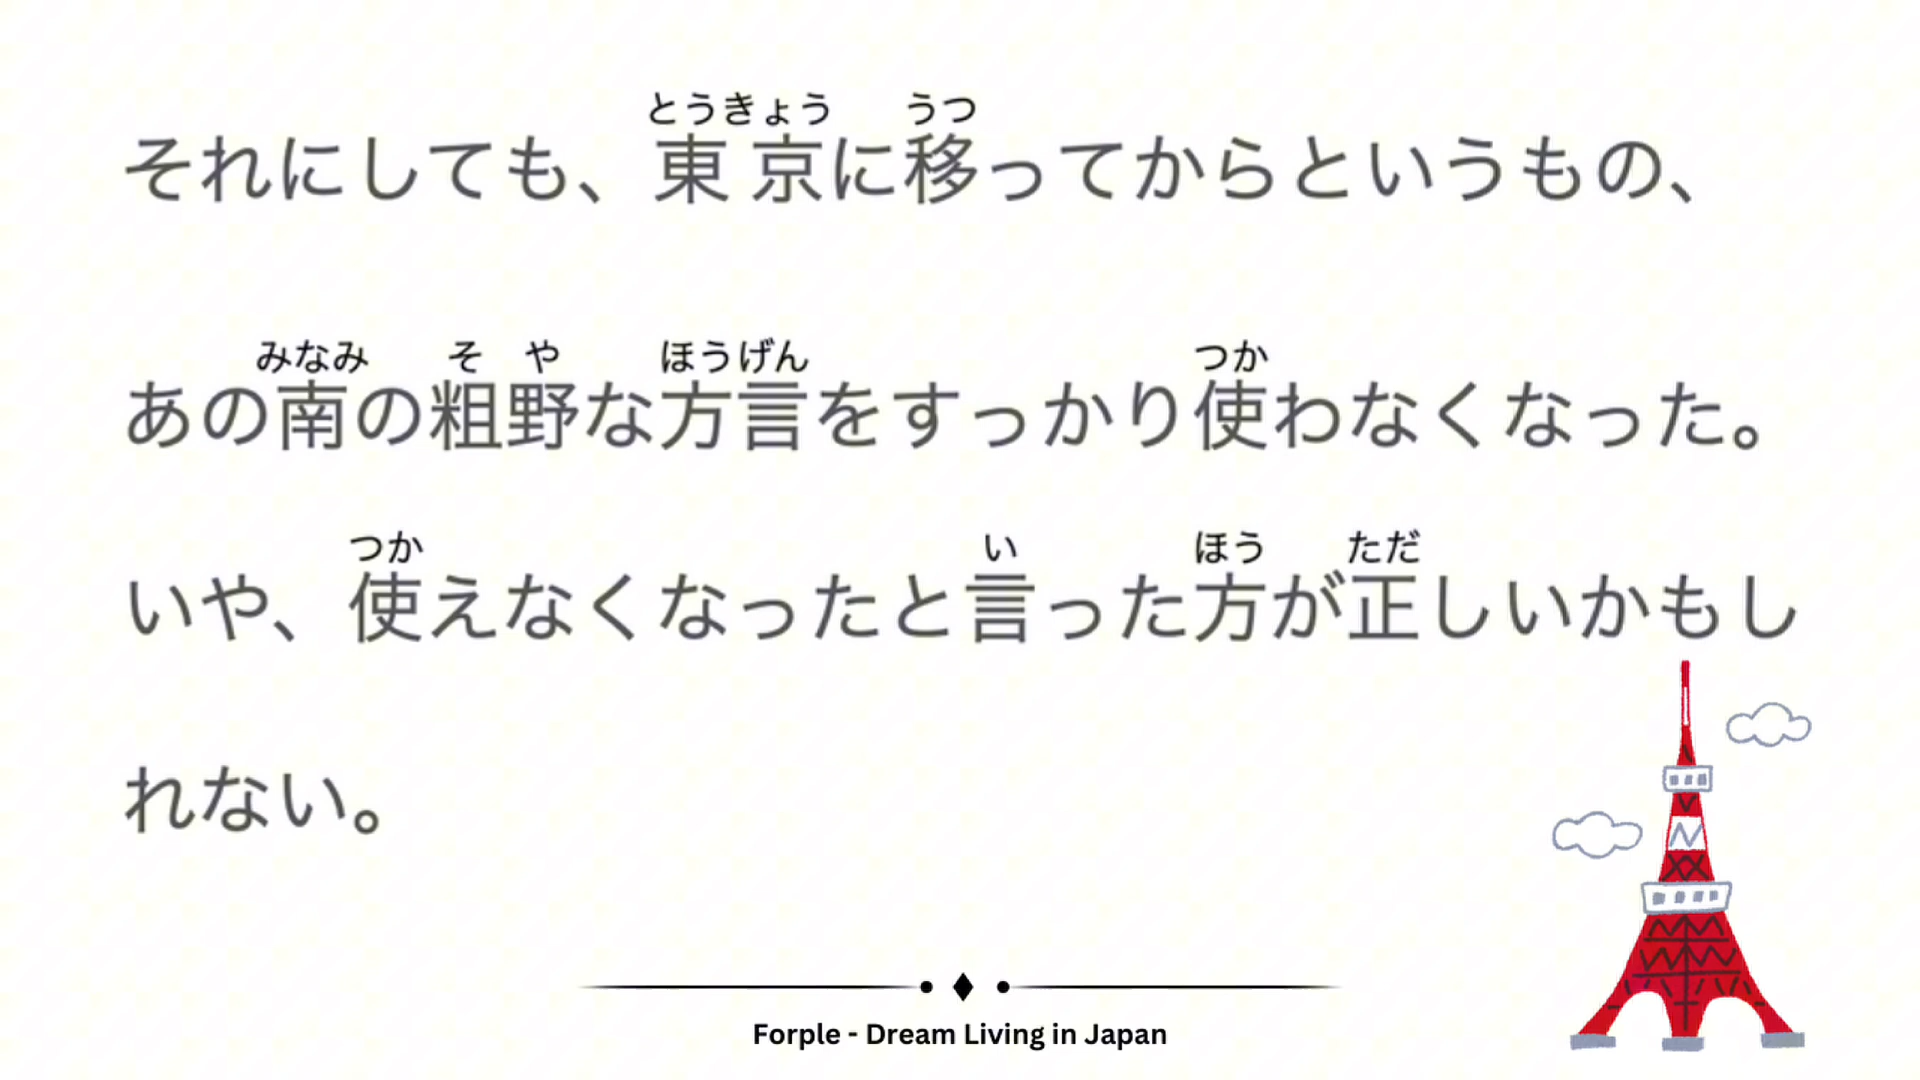 それにしても、東京に移ってからというもの、
あの南の粗野な方言をすっかり使わなくなった。
いや、使えなくなったと言った方が正しいかもし
れない。
Forple - Dream Living in Japan